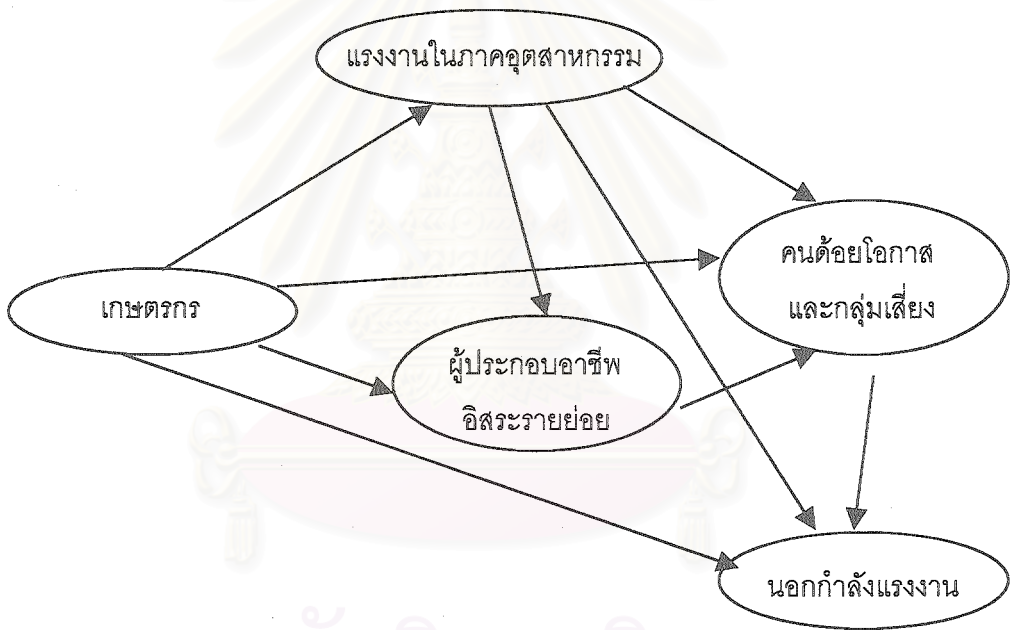 แรงงานในภาคอุตสาหกรรม
คนด้อยโอกาส
และกลุ่มเสี่ยง
เกษตรกร
ผู้ประกอบอาชีพ
อิสระรายย่อย
นอกกำลังแรงงาน